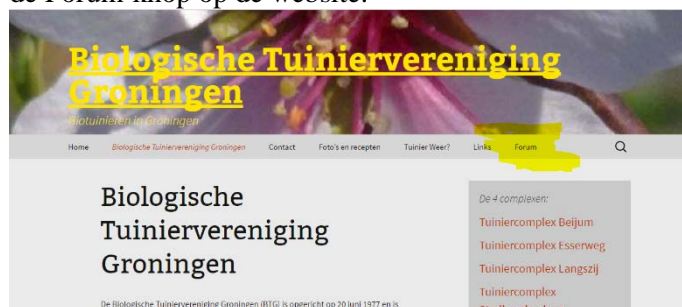 de Forum knop op de website:
Biologische Tuiniervereniging
Groningen
Biotuinieren in Groningen
Home Biologische Tuiniervereniging Groningen Contact Foto's en recepten Tuinier Weer? Links Forum
Biologische
Tuiniervereniging
Groningen
De Biologische Tuiniervereniging Groningen (BTG) is opgericht op 20 juni 1977 en is
De 4 complexen:
Tuiniercomplex Beijum
Tuiniercomplex Esserweg
Tuiniercomplex Langszij
Tuiniercomplex